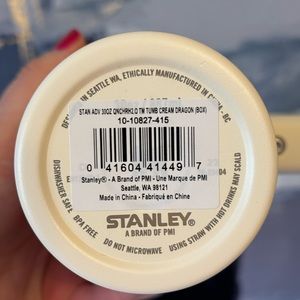 IN SEATTLE WA, ETHICALLY MANUFACTURED IN
STAN ADV 30OZ QNCHRH2.O TM TUMB CREAM DRAGON (BOX)
10-10827-415
0 41604 41449 7
Stanley® - A Brand of PMI - Une Marque de PMI
Seattle, WA 98121
Made in China - Fabriqué en Chine
DISHWASHER SAFE
BPA FREE
STANLEY®
A BRAND OF PMI
DO NOT MICROWAVE
USING STRAW WITH HOT DRINKS MAY SCALD